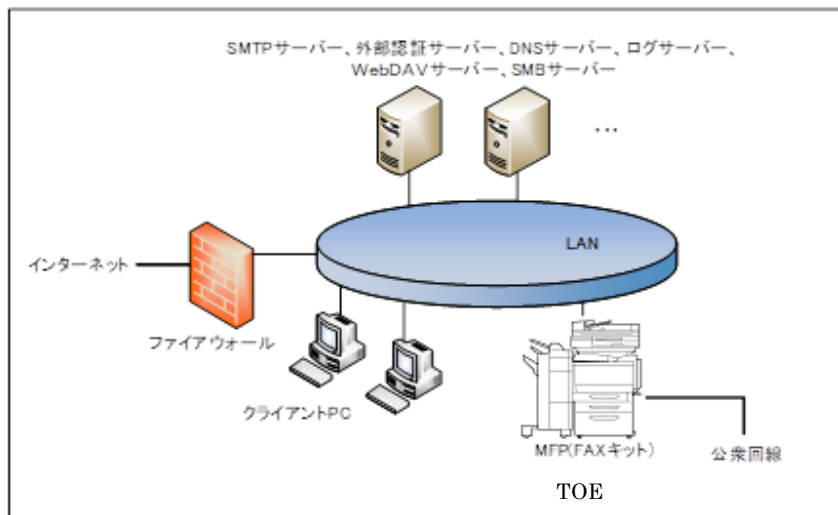 SMTPサーバー、外部認証サーバー、DNSサーバー、ログサーバー、
WebDAVサーバー、SMBサーバー
...
LAN
インターネット
ファイアウォール
クライアントPC
MFP(FAXキット)
公衆回線
TOE